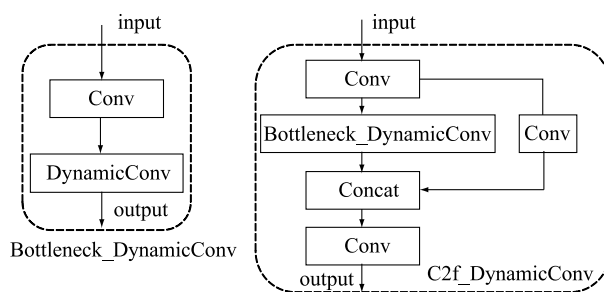 input
Conv
DynamicConv
output
Bottleneck_DynamicConv
input
Conv
Bottleneck_DynamicConv
Conv
Concat
Conv
output
C2f_DynamicConv